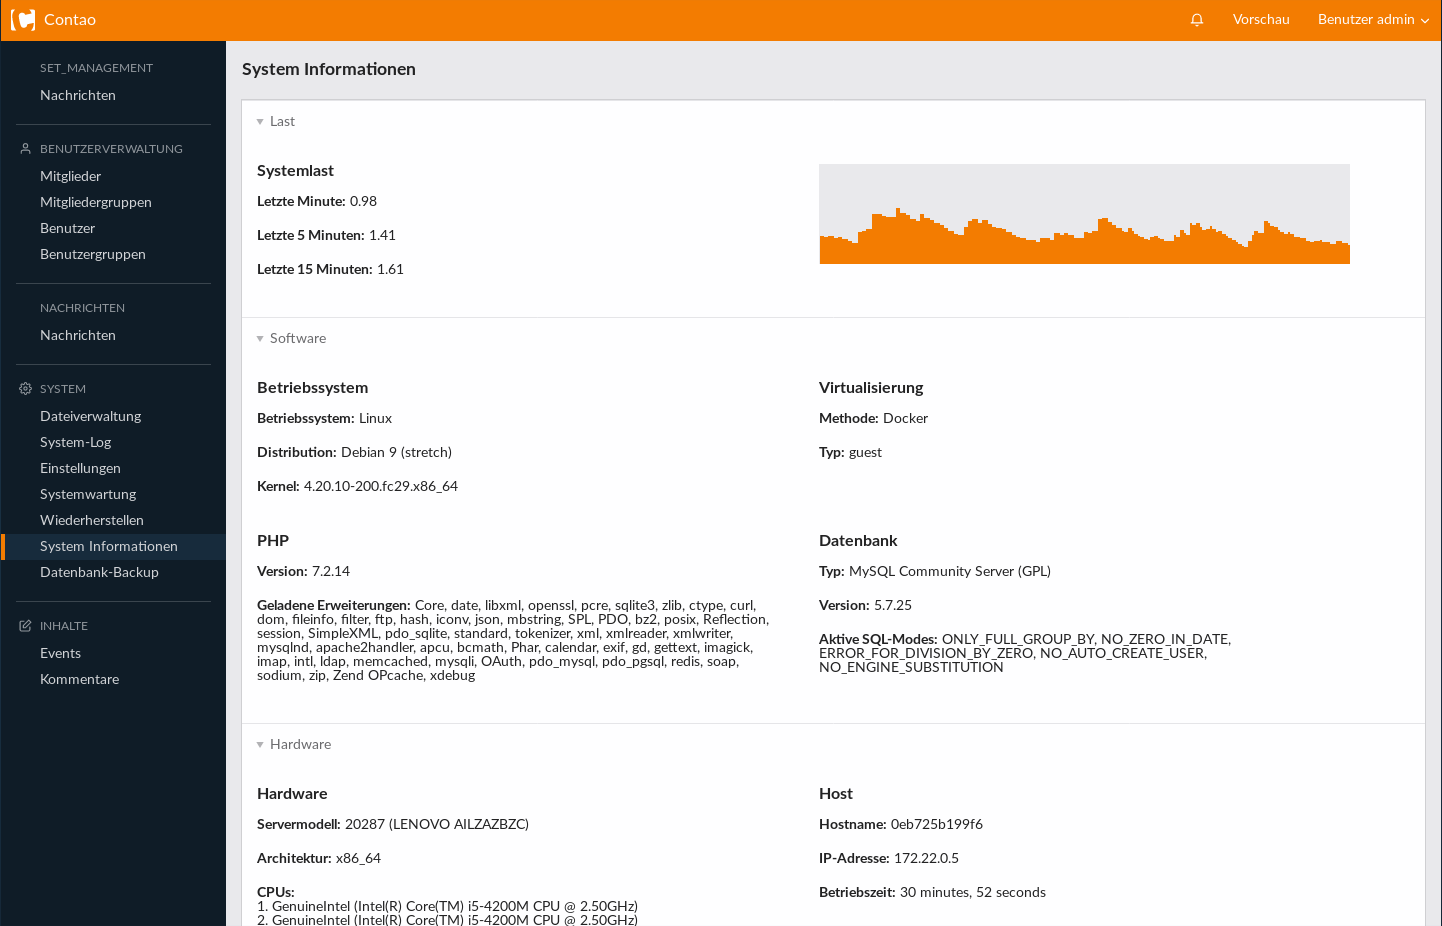 Contao
Vorschau
Benutzer admin
SET_MANAGEMENT
Nachrichten
BENUTZERVERWALTUNG
Mitglieder
Mitgliedergruppen
Benutzer
Benutzergruppen
NACHRICHTEN
Nachrichten
SYSTEM
Dateiverwaltung
System-Log
Einstellungen
Systemwartung
Wiederherstellen
System Informationen
Datenbank-Backup
INHALTE
Events
Kommentare
System Informationen
Last
Systemlast
Letzte Minute: 0.98
Letzte 5 Minuten: 1.41
Letzte 15 Minuten: 1.61
Software
Betriebssystem
Betriebssystem: Linux
Distribution: Debian 9 (stretch)
Kernel: 4.20.10-200.fc29.x86_64
Virtualisierung
Methode: Docker
Typ: guest
PHP
Version: 7.2.14
Geladene Erweiterungen: Core, date, libxml, openssl, pcre, sqlite3, zlib, ctype, curl,
dom, fileinfo, filter, ftp, hash, iconv, json, mbstring, SPL, PDO, bz2, posix, Reflection,
session, SimpleXML, pdo_sqlite, standard, tokenizer, xml, xmlreader, xmlwriter,
mysqlnd, apache2handler, apcu, bcmath, Phar, calendar, exif, gd, gettext, imagick,
imap, intl, ldap, memcached, mysqli, OAuth, pdo_mysql, pdo_pgsql, redis, soap,
sodium, zip, Zend OPcache, xdebug
Datenbank
Typ: MySQL Community Server (GPL)
Version: 5.7.25
Aktive SQL-Modes: ONLY_FULL_GROUP_BY, NO_ZERO_IN_DATE,
ERROR_FOR_DIVISION_BY_ZERO, NO_AUTO_CREATE_USER,
NO_ENGINE_SUBSTITUTION
Hardware
Hardware
Servermodell: 20287 (LENOVO AILZAZBZC)
Architektur: x86_64
CPUs:
1. GenuineIntel (Intel(R) Core(TM) i5-4200M CPU @ 2.50GHz)
2. GenuineIntel (Intel(R) Core(TM) i5-4200M CPU @ 2.50GHz)
Host
Hostname: 0eb725b199f6
IP-Adresse: 172.22.0.5
Betriebszeit: 30 minutes, 52 seconds